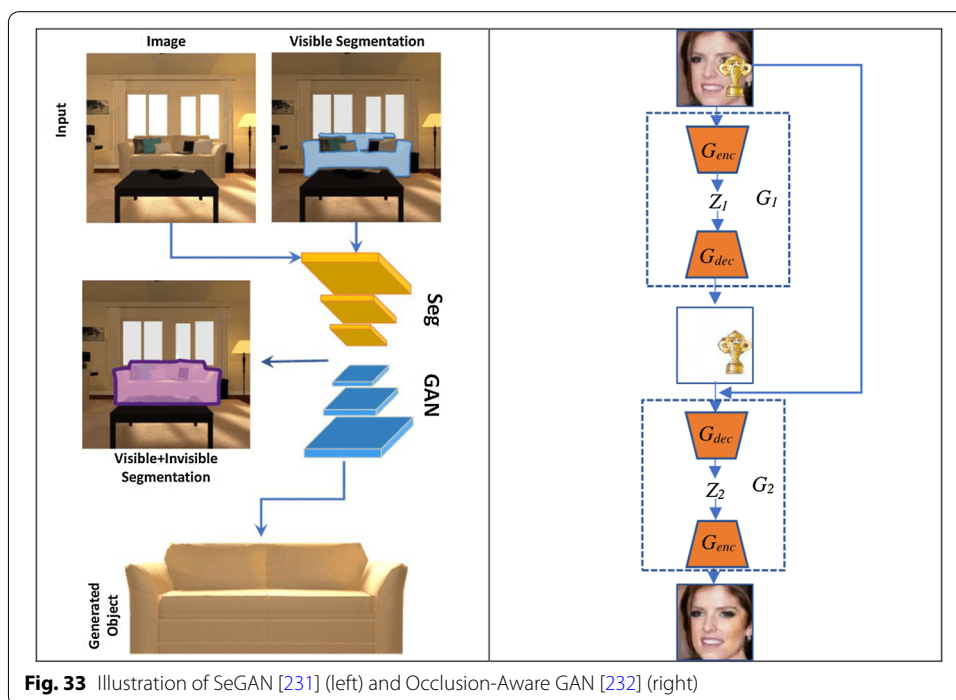 Image
Visible Segmentation
Input
Seg
GAN
Visible+Invisible
Segmentation
Generated
Object
G_enc
Z_1
G_1
G_dec
G_dec
Z_2
G_2
G_enc
Fig. 33 Illustration of SeGAN [231] (left) and Occlusion-Aware GAN [232] (right)